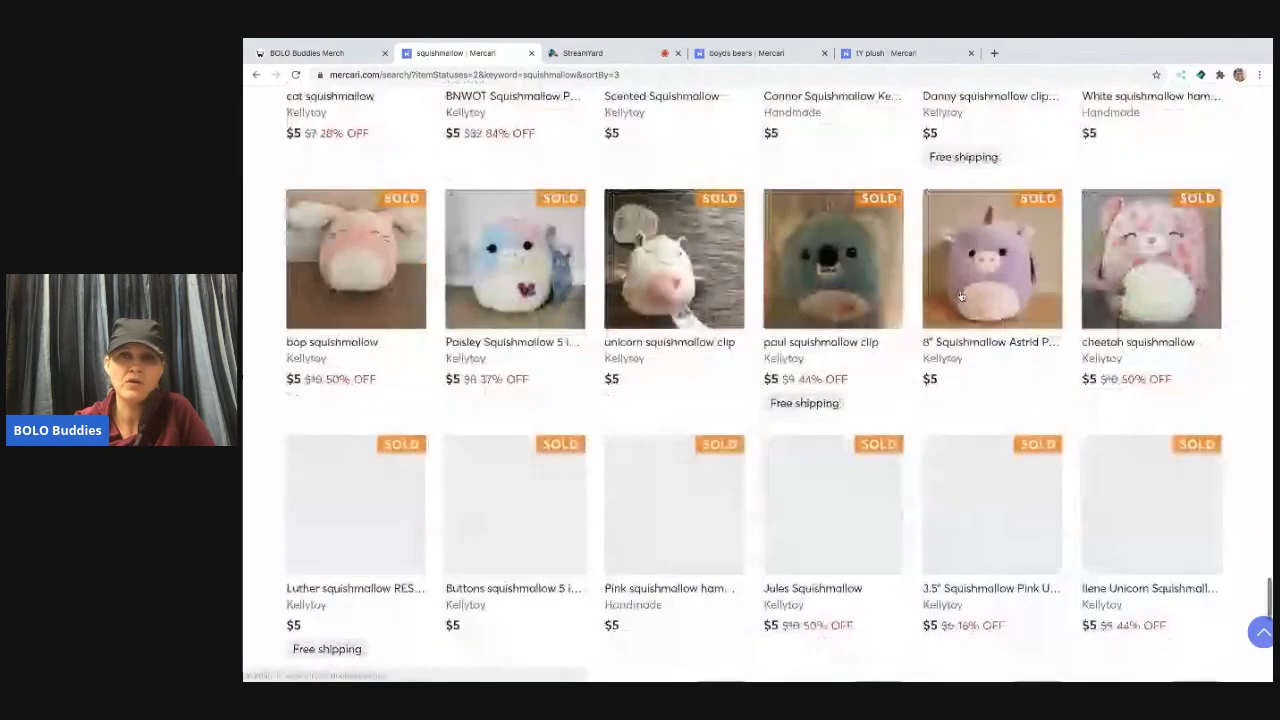 BOLO Buddies Merch
squishmallow | Mercari
StreamYard
boyds bears | Mercari
TY plush | Mercari
mercari.com/search/?itemStatuses=2&keyword=squishmallow&sortBy=3
cat squishmallow
BNWOT Squishmallow P...
Scented Squishmallow
Connor Squishmallow Ke...
Danny squishmallow clip...
White squishmallow ham...
Kellytoy
Kellytoy
Kellytoy
Handmade
Kellytoy
Handmade
$5 $7 28% OFF
$5 $32 84% OFF
$5
$5
$5
$5
Free shipping
SOLD
SOLD
SOLD
SOLD
SOLD
SOLD
bop squishmallow
Paisley Squishmallow 5 i...
unicorn squishmallow clip
paul squishmallow clip
8" Squishmallow Astrid P...
cheetah squishmallow
Kellytoy
Kellytoy
Kellytoy
Kellytoy
Kellytoy
Kellytoy
$5 $10 50% OFF
$5 $8 37% OFF
$5
$5 $9 44% OFF
$5
$5 $10 50% OFF
Free shipping
BOLO Buddies
SOLD
SOLD
SOLD
SOLD
SOLD
SOLD
Luther squishmallow RES...
Buttons squishmallow 5 i...
Pink squishmallow ham...
Jules Squishmallow
3.5" Squishmallow Pink U...
Ilene Unicorn Squishmall...
Kellytoy
Kellytoy
Handmade
Kellytoy
Kellytoy
Kellytoy
$5
$5
$5
$5 $10 50% OFF
$5 $6 16% OFF
$5 $9 44% OFF
Free shipping